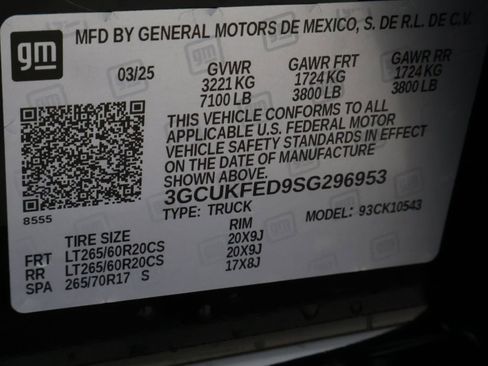 gm
MFD BY GENERAL MOTORS DE MEXICO, S. DE R.L. DE C.V.
03/25 GVWR GAWR FRT GAWR RR
3221 KG 1724 KG 1724 KG
7100 LB 3800 LB 3800 LB
THIS VEHICLE CONFORMS TO ALL
APPLICABLE U.S. FEDERAL MOTOR
VEHICLE SAFETY STANDARDS IN EFFECT
ON THE DATE OF MANUFACTURE
SHOWN ABOVE.
3GCUKFED9SG296953
8555
TYPE: TRUCK MODEL: 93CK10543
TIRE SIZE RIM
FRT LT265/60R20CS 20X9J
RR LT265/60R20CS 20X9J
SPA 265/70R17 S 17X8J